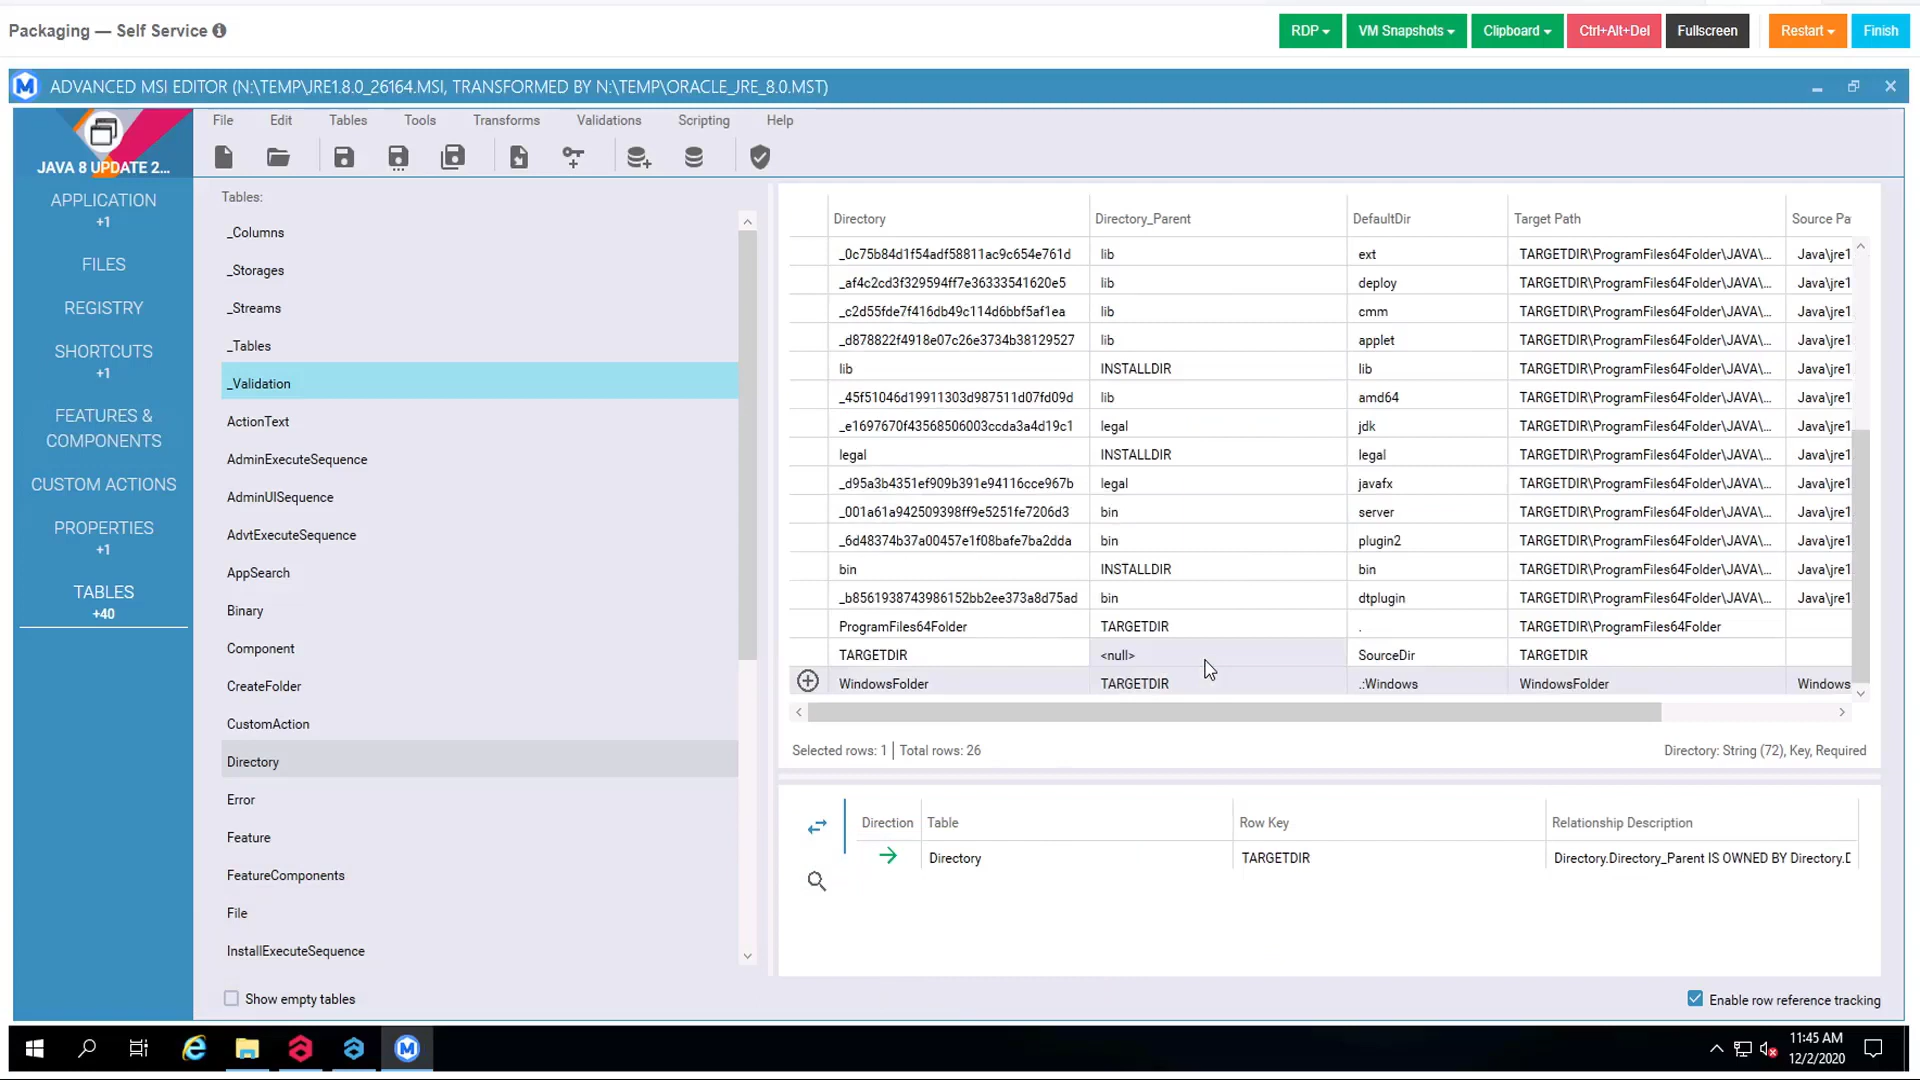 Packaging — Self Service
RDP
VM Snapshots
Clipboard
Ctrl+Alt+Del
Fullscreen
Restart
Finish
M
ADVANCED MSI EDITOR (N:\TEMP\JRE1.8.0_26164.MSI, TRANSFORMED BY N:\TEMP\ORACLE_JRE_8.0.MST)
File Edit Tables Tools Transforms Validations Scripting Help
JAVA 8 UPDATE 2...
APPLICATION
+1
FILES
REGISTRY
SHORTCUTS
+1
FEATURES &
COMPONENTS
CUSTOM ACTIONS
PROPERTIES
+1
TABLES
+40
Tables:
_Columns
_Storages
_Streams
_Tables
_Validation
ActionText
AdminExecuteSequence
AdminUISequence
AdvtExecuteSequence
AppSearch
Binary
Component
CreateFolder
CustomAction
Directory
Error
Feature
FeatureComponents
File
InstallExecuteSequence
Show empty tables
Directory Directory_Parent DefaultDir Target Path Source Pa
_0c75b84d1f54adf58811ac9c654e761d lib ext TARGETDIR\ProgramFiles64Folder\JAVA\... Java\jre1
_af4c2cd3f329594ff7e36333541620e5 lib deploy TARGETDIR\ProgramFiles64Folder\JAVA\... Java\jre1
_c2d55fde7f416db49c114d6bbf5af1ea lib cmm TARGETDIR\ProgramFiles64Folder\JAVA\... Java\jre1
_d878822f4918e07c26e3734b38129527 lib applet TARGETDIR\ProgramFiles64Folder\JAVA\... Java\jre1
lib INSTALLDIR lib TARGETDIR\ProgramFiles64Folder\JAVA\... Java\jre1
_45f51046d19911303d987511d07fd09d lib amd64 TARGETDIR\ProgramFiles64Folder\JAVA\... Java\jre1
_e1697670f43568506003ccda3a4d19c1 legal jdk TARGETDIR\ProgramFiles64Folder\JAVA\... Java\jre1
legal INSTALLDIR legal TARGETDIR\ProgramFiles64Folder\JAVA\... Java\jre1
_d95a3b4351ef909b391e94116cce967b legal javafx TARGETDIR\ProgramFiles64Folder\JAVA\... Java\jre1
_001a61a942509398ff9e5251fe7206d3 bin server TARGETDIR\ProgramFiles64Folder\JAVA\... Java\jre1
_6d48374b37a00457e1f08bafe7ba2dda bin plugin2 TARGETDIR\ProgramFiles64Folder\JAVA\... Java\jre1
bin INSTALLDIR bin TARGETDIR\ProgramFiles64Folder\JAVA\... Java\jre1
_b8561938743986152bb2ee373a8d75ad bin dtplugin TARGETDIR\ProgramFiles64Folder\JAVA\... Java\jre1
ProgramFiles64Folder TARGETDIR . TARGETDIR\ProgramFiles64Folder
TARGETDIR <null> SourceDir TARGETDIR
WindowsFolder TARGETDIR .:Windows WindowsFolder Windows
Selected rows: 1 | Total rows: 26
Directory: String (72), Key, Required
Direction Table Row Key Relationship Description
Directory TARGETDIR Directory.Directory_Parent IS OWNED BY Directory.D
Enable row reference tracking
M
11:45 AM
12/2/2020